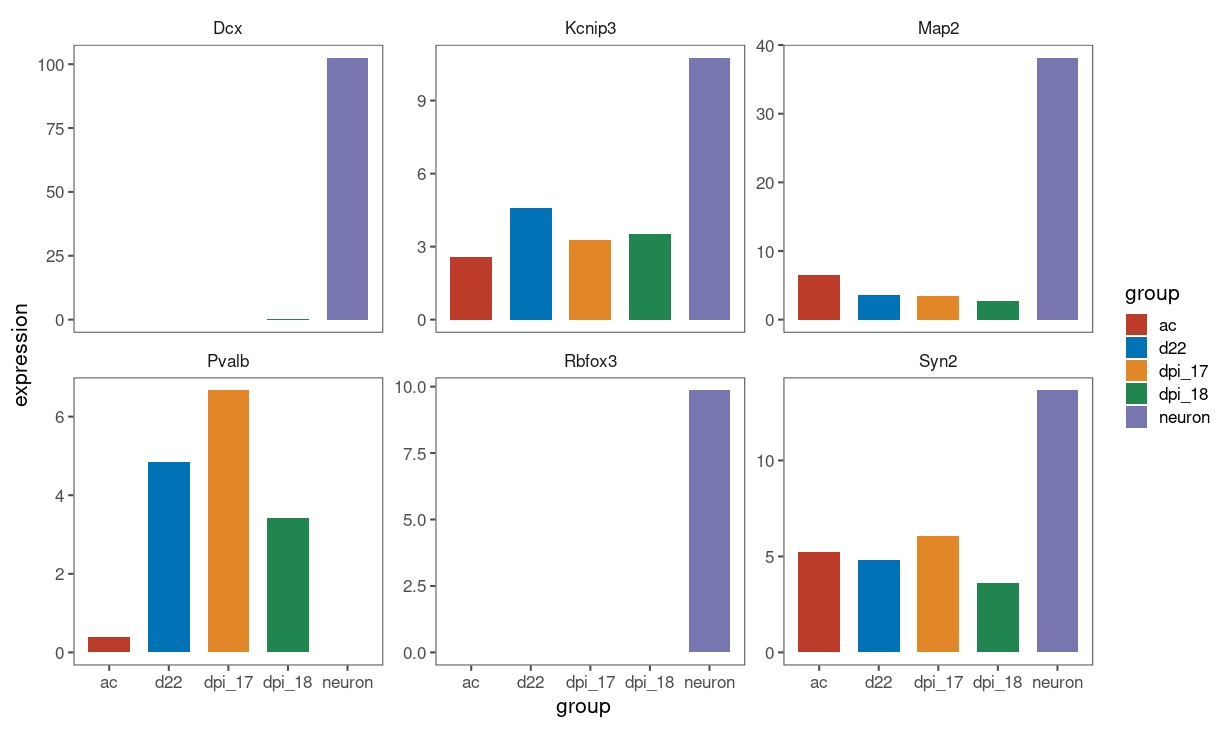 Dcx
Kcnip3
Map2
100
75
50
25
0
9
6
3
0
40
30
20
10
0
expression
Pvalb
Rbfox3
Syn2
6
4
2
0
10.0
7.5
5.0
2.5
0.0
10
5
0
ac d22 dpi_17 dpi_18 neuron
ac d22 dpi_17 dpi_18 neuron
ac d22 dpi_17 dpi_18 neuron
group
group
ac
d22
dpi_17
dpi_18
neuron